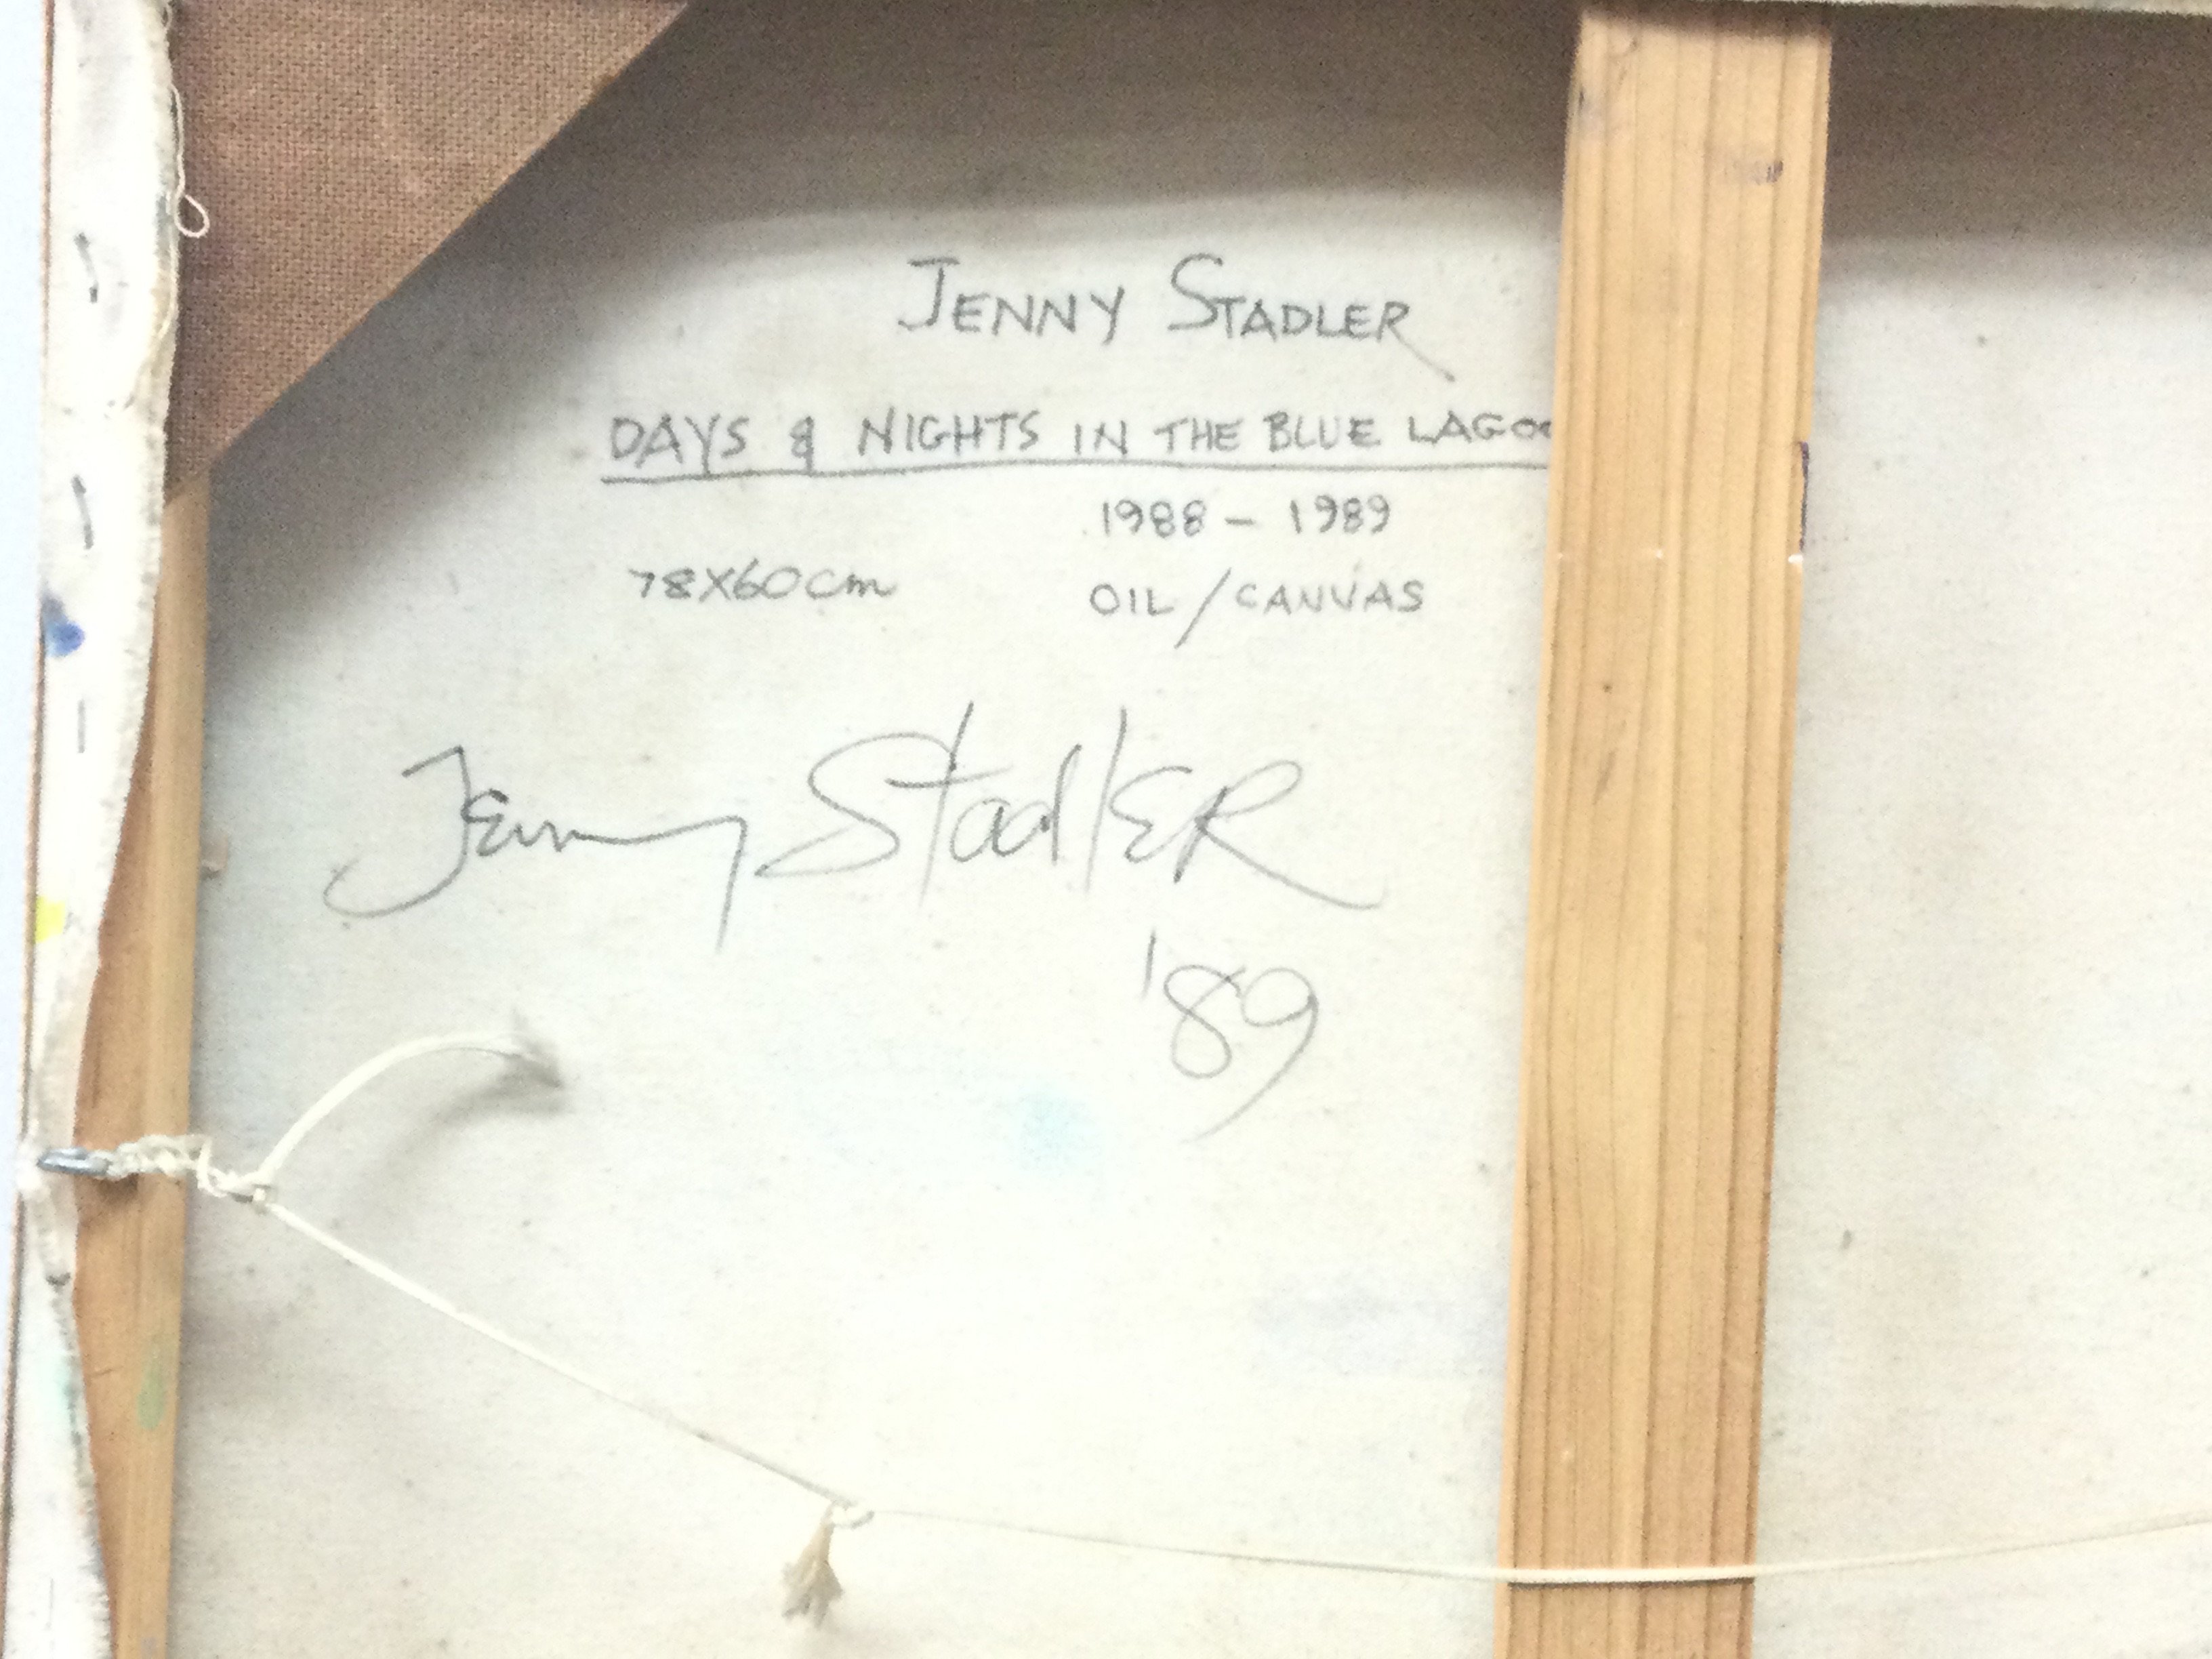 JENNY STADLER
DAYS & NIGHTS IN THE BLUE LAGOO
1988 - 1989
78X60cm OIL/CANVAS
Jenny StadlER
'89